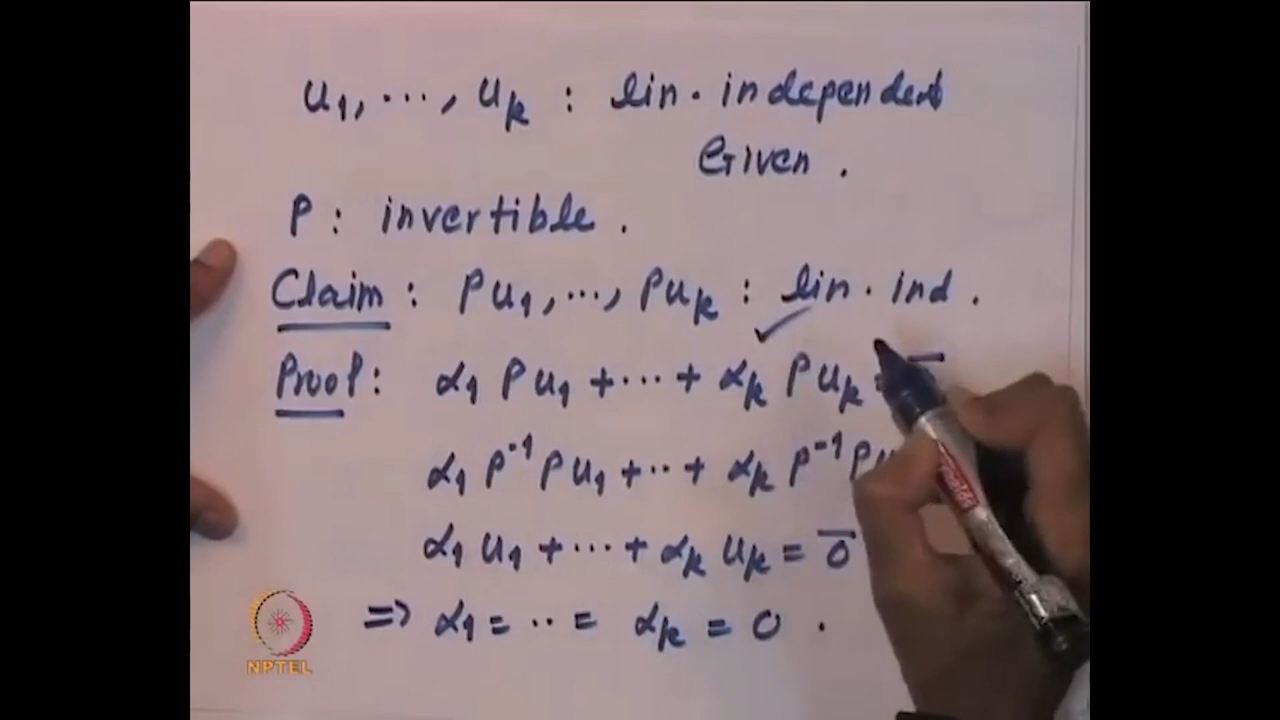 u₁, ..., uₖ : lin. independent
Given.
P : invertible.
Claim : Pu₁, ..., Puₖ : lin. ind.
Proof : α₁ Pu₁ + ... + αₖ Puₖ
α₁ P⁻¹ Pu₁ + .. + αₖ P⁻¹ Pu
α₁ u₁ + ... + αₖ uₖ = 0̅
⇒ α₁ = .. = αₖ = 0 .
NPTEL